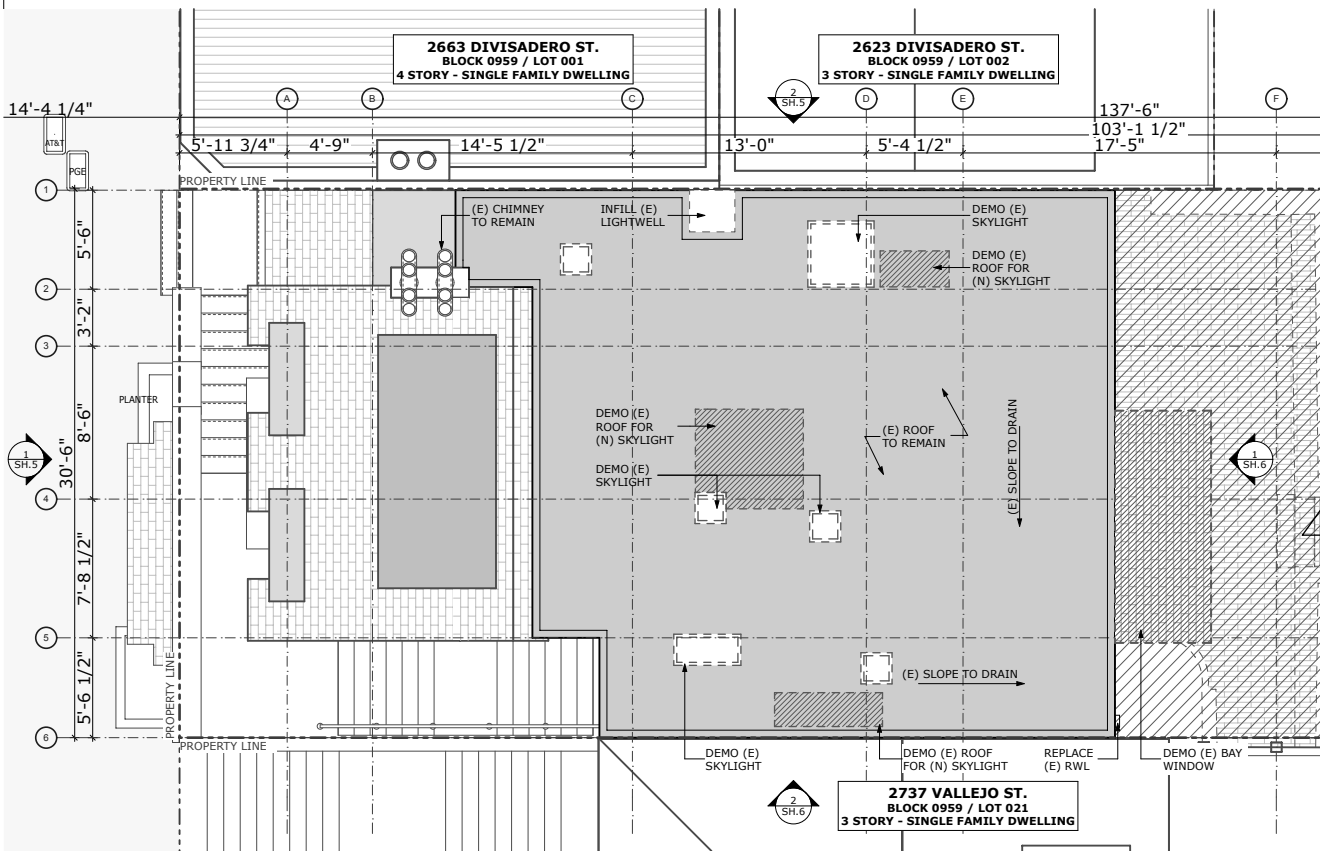 2663 DIVISADERO ST.
BLOCK 0959 / LOT 001
4 STORY - SINGLE FAMILY DWELLING
2623 DIVISADERO ST.
BLOCK 0959 / LOT 002
3 STORY - SINGLE FAMILY DWELLING
2
SH.5
A
B
C
D
E
F
14'-4 1/4"
137'-6"
103'-1 1/2"
5'-11 3/4"
4'-9"
14'-5 1/2"
13'-0"
5'-4 1/2"
17'-5"
AT&T
PGE
PROPERTY LINE
1
2
3
4
5
6
5'-6"
3'-2"
8'-6"
30'-6"
7'-8 1/2"
5'-6 1/2"
(E) CHIMNEY
TO REMAIN
INFILL (E)
LIGHTWELL
DEMO (E)
SKYLIGHT
DEMO (E)
ROOF FOR
(N) SKYLIGHT
PLANTER
1
SH.5
DEMO (E)
ROOF FOR
(N) SKYLIGHT
DEMO (E)
SKYLIGHT
(E) ROOF
TO REMAIN
(E) SLOPE TO DRAIN
1
SH.6
(E) SLOPE TO DRAIN
PROPERTY LINE
PROPERTY LINE
DEMO (E)
SKYLIGHT
DEMO (E) ROOF
FOR (N) SKYLIGHT
REPLACE
(E) RWL
DEMO (E) BAY
WINDOW
2
SH.6
2737 VALLEJO ST.
BLOCK 0959 / LOT 021
3 STORY - SINGLE FAMILY DWELLING